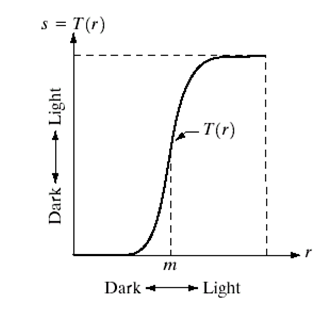 s = T(r)
Dark Light
T(r)
r
m
Dark Light